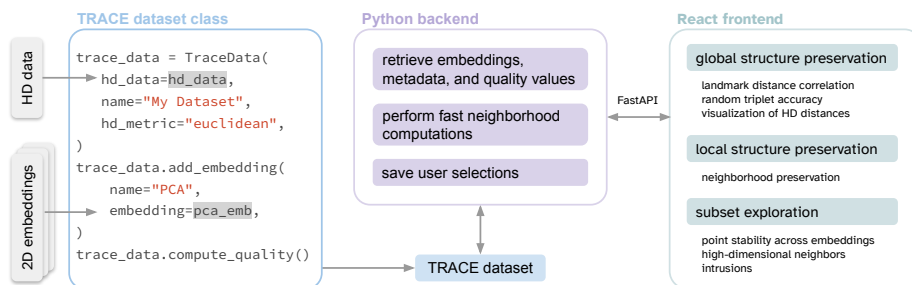 TRACE dataset class
HD data
2D embeddings
trace_data = TraceData(
hd_data=hd_data,
name="My Dataset",
hd_metric="euclidean",
)
trace_data.add_embedding(
name="PCA",
embedding=pca_emb,
)
trace_data.compute_quality()
Python backend
retrieve embeddings,
metadata, and quality values
perform fast neighborhood
computations
save user selections
TRACE dataset
FastAPI
React frontend
global structure preservation
landmark distance correlation
random triplet accuracy
visualization of HD distances
local structure preservation
neighborhood preservation
subset exploration
point stability across embeddings
high-dimensional neighbors
intrusions